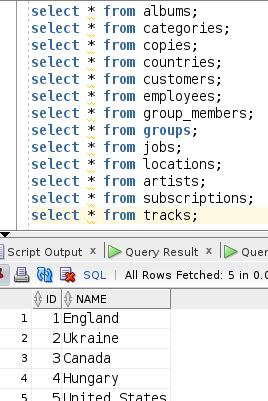 select * from albums;
select * from categories;
select * from copies;
select * from countries;
select * from customers;
select * from employees;
select * from group_members;
select * from groups;
select * from jobs;
select * from locations;
select * from artists;
select * from subscriptions;
select * from tracks;
Script Output x Query Result x Quer
SQL | All Rows Fetched: 5 in 0.0
ID NAME
1 1 England
2 2 Ukraine
3 3 Canada
4 4 Hungary
5 5 United States